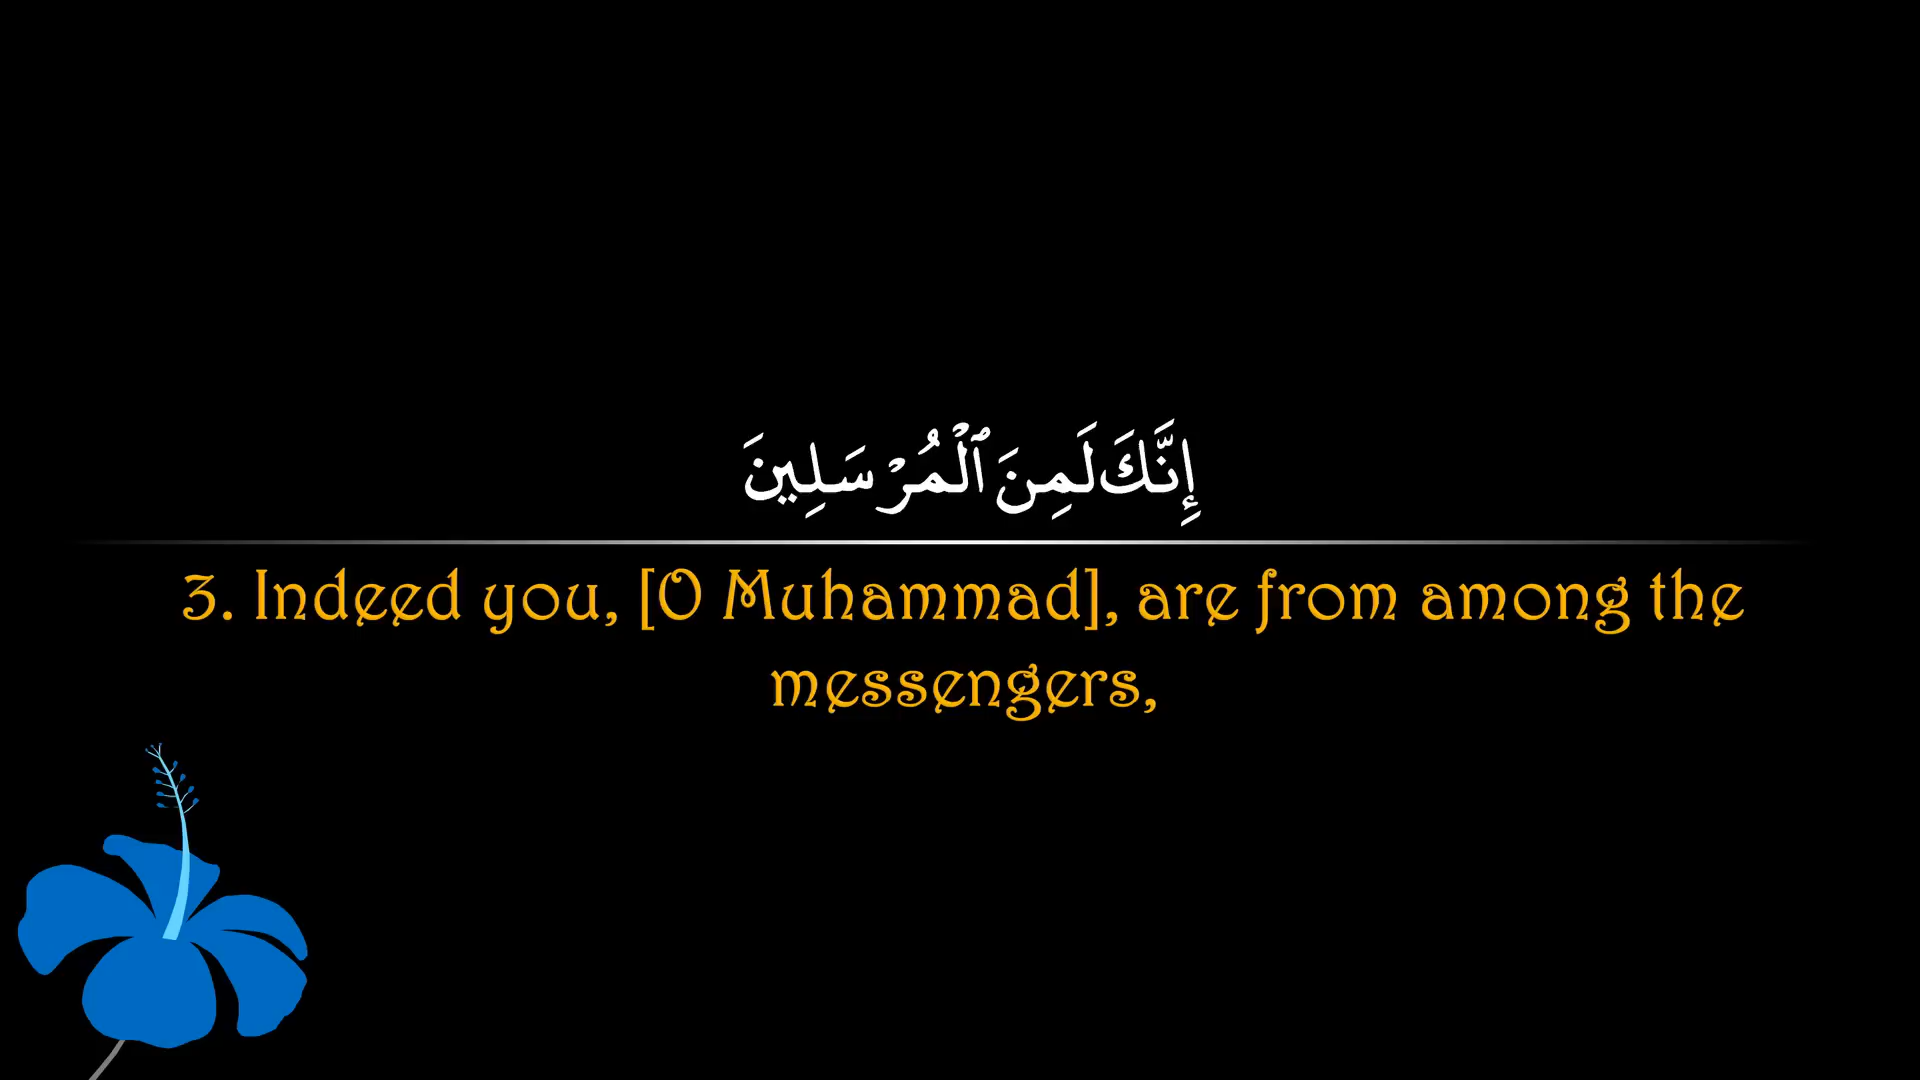 إِنَّكَ لَمِنَ ٱلْمُرْسَلِينَ
3. Indeed you, [O Muhammad], are from among the
messengers,